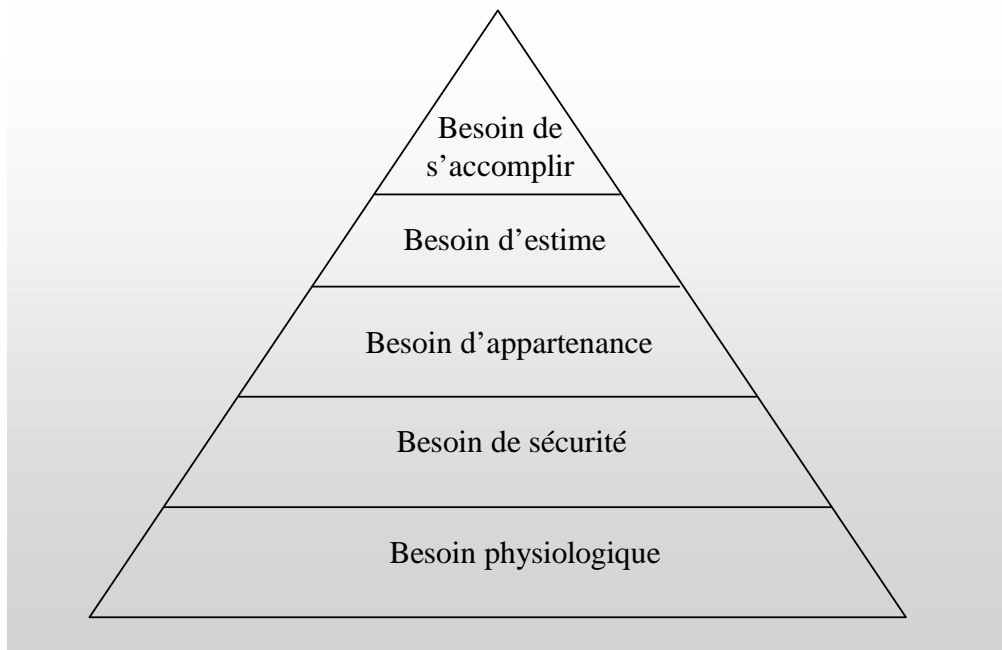 Besoin de
s’accomplir
Besoin d’estime
Besoin d’appartenance
Besoin de sécurité
Besoin physiologique